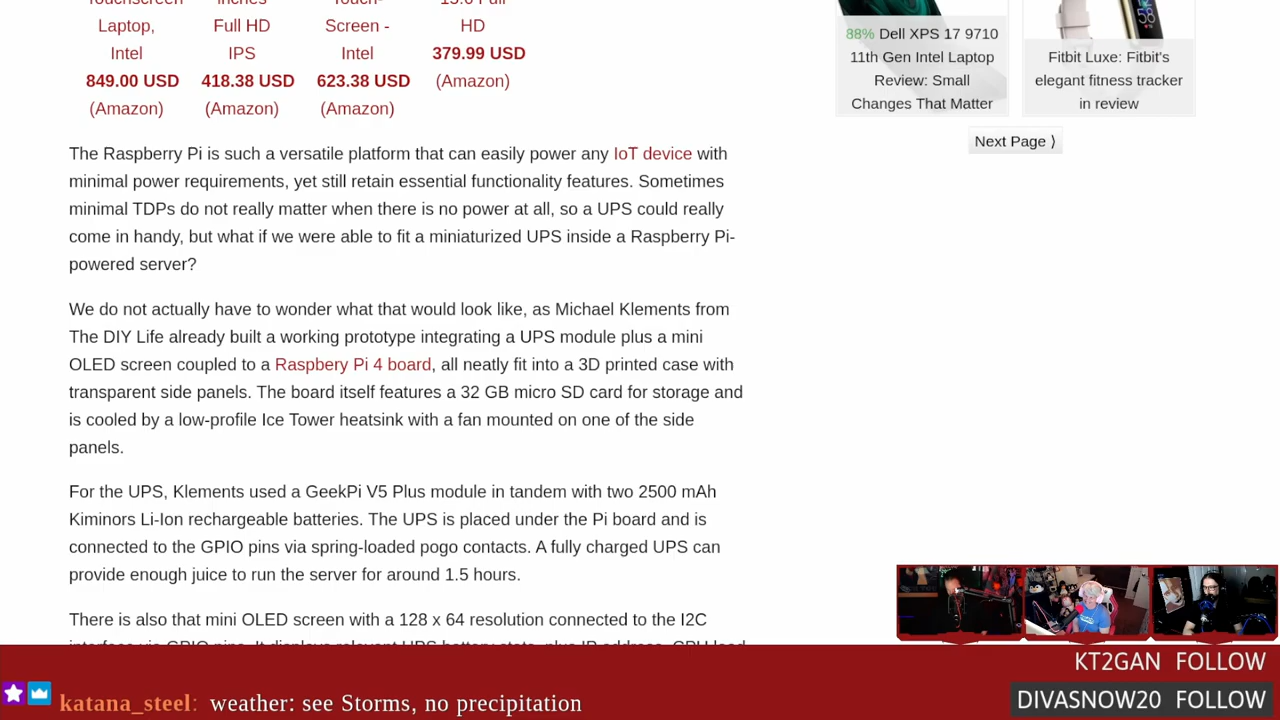 Laptop,
Intel
849.00 USD
(Amazon)
Full HD
IPS
418.38 USD
(Amazon)
Screen -
Intel
623.38 USD
(Amazon)
HD
379.99 USD
(Amazon)
88% Dell XPS 17 9710
11th Gen Intel Laptop
Review: Small
Changes That Matter
Fitbit Luxe: Fitbit's
elegant fitness tracker
in review
Next Page ⟩
The Raspberry Pi is such a versatile platform that can easily power any IoT device with
minimal power requirements, yet still retain essential functionality features. Sometimes
minimal TDPs do not really matter when there is no power at all, so a UPS could really
come in handy, but what if we were able to fit a miniaturized UPS inside a Raspberry Pi-
powered server?
We do not actually have to wonder what that would look like, as Michael Klements from
The DIY Life already built a working prototype integrating a UPS module plus a mini
OLED screen coupled to a Raspbery Pi 4 board, all neatly fit into a 3D printed case with
transparent side panels. The board itself features a 32 GB micro SD card for storage and
is cooled by a low-profile Ice Tower heatsink with a fan mounted on one of the side
panels.
For the UPS, Klements used a GeekPi V5 Plus module in tandem with two 2500 mAh
Kiminors Li-Ion rechargeable batteries. The UPS is placed under the Pi board and is
connected to the GPIO pins via spring-loaded pogo contacts. A fully charged UPS can
provide enough juice to run the server for around 1.5 hours.
There is also that mini OLED screen with a 128 x 64 resolution connected to the I2C
KT2GAN FOLLOW
DIVASNOW20 FOLLOW
katana_steel: weather: see Storms, no precipitation